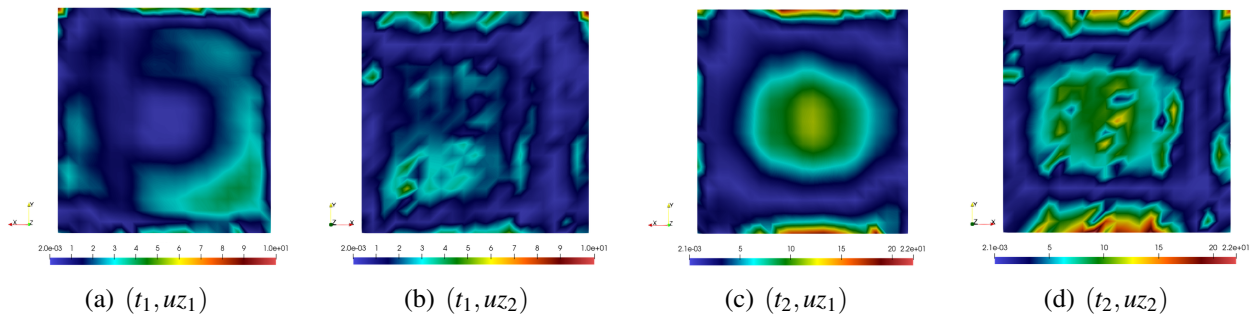 Y X Z
Y Z X
Y X Z
Y Z X
2.0e-03 1 2 3 4 5 6 7 8 9 1.0e+01
2.0e-03 1 2 3 4 5 6 7 8 9 1.0e+01
2.1e-03 5 10 15 20 2.2e+01
2.1e-03 5 10 15 20 2.2e+01
(a) (t₁,uz₁)
(b) (t₁,uz₂)
(c) (t₂,uz₁)
(d) (t₂,uz₂)